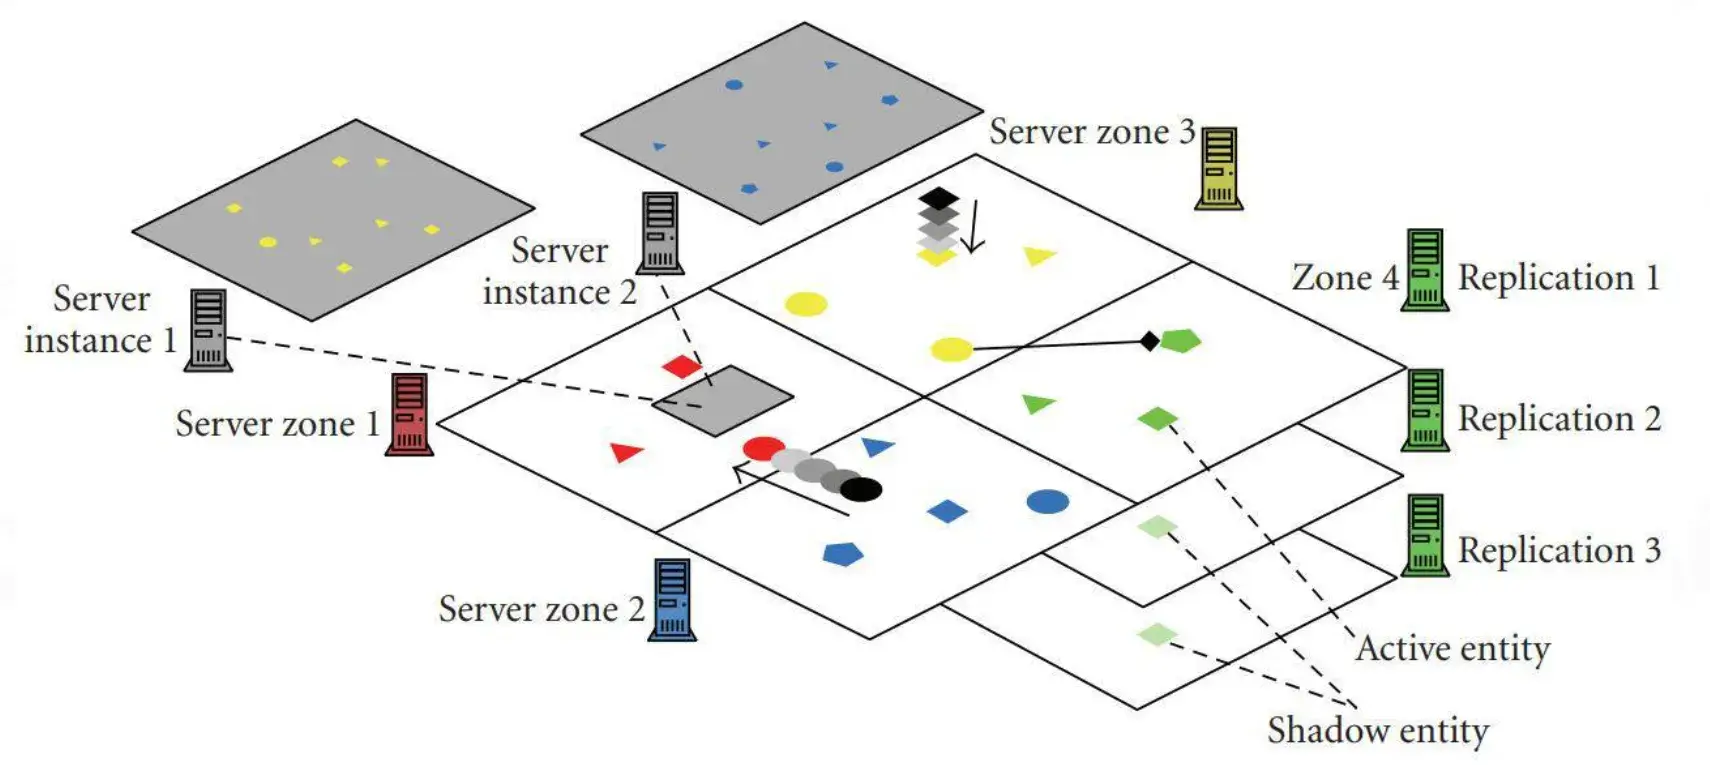 Server zone 3
Server
instance 2
Zone 4
Replication 1
Server
instance 1
Server zone 1
Replication 2
Replication 3
Server zone 2
Active entity
Shadow entity